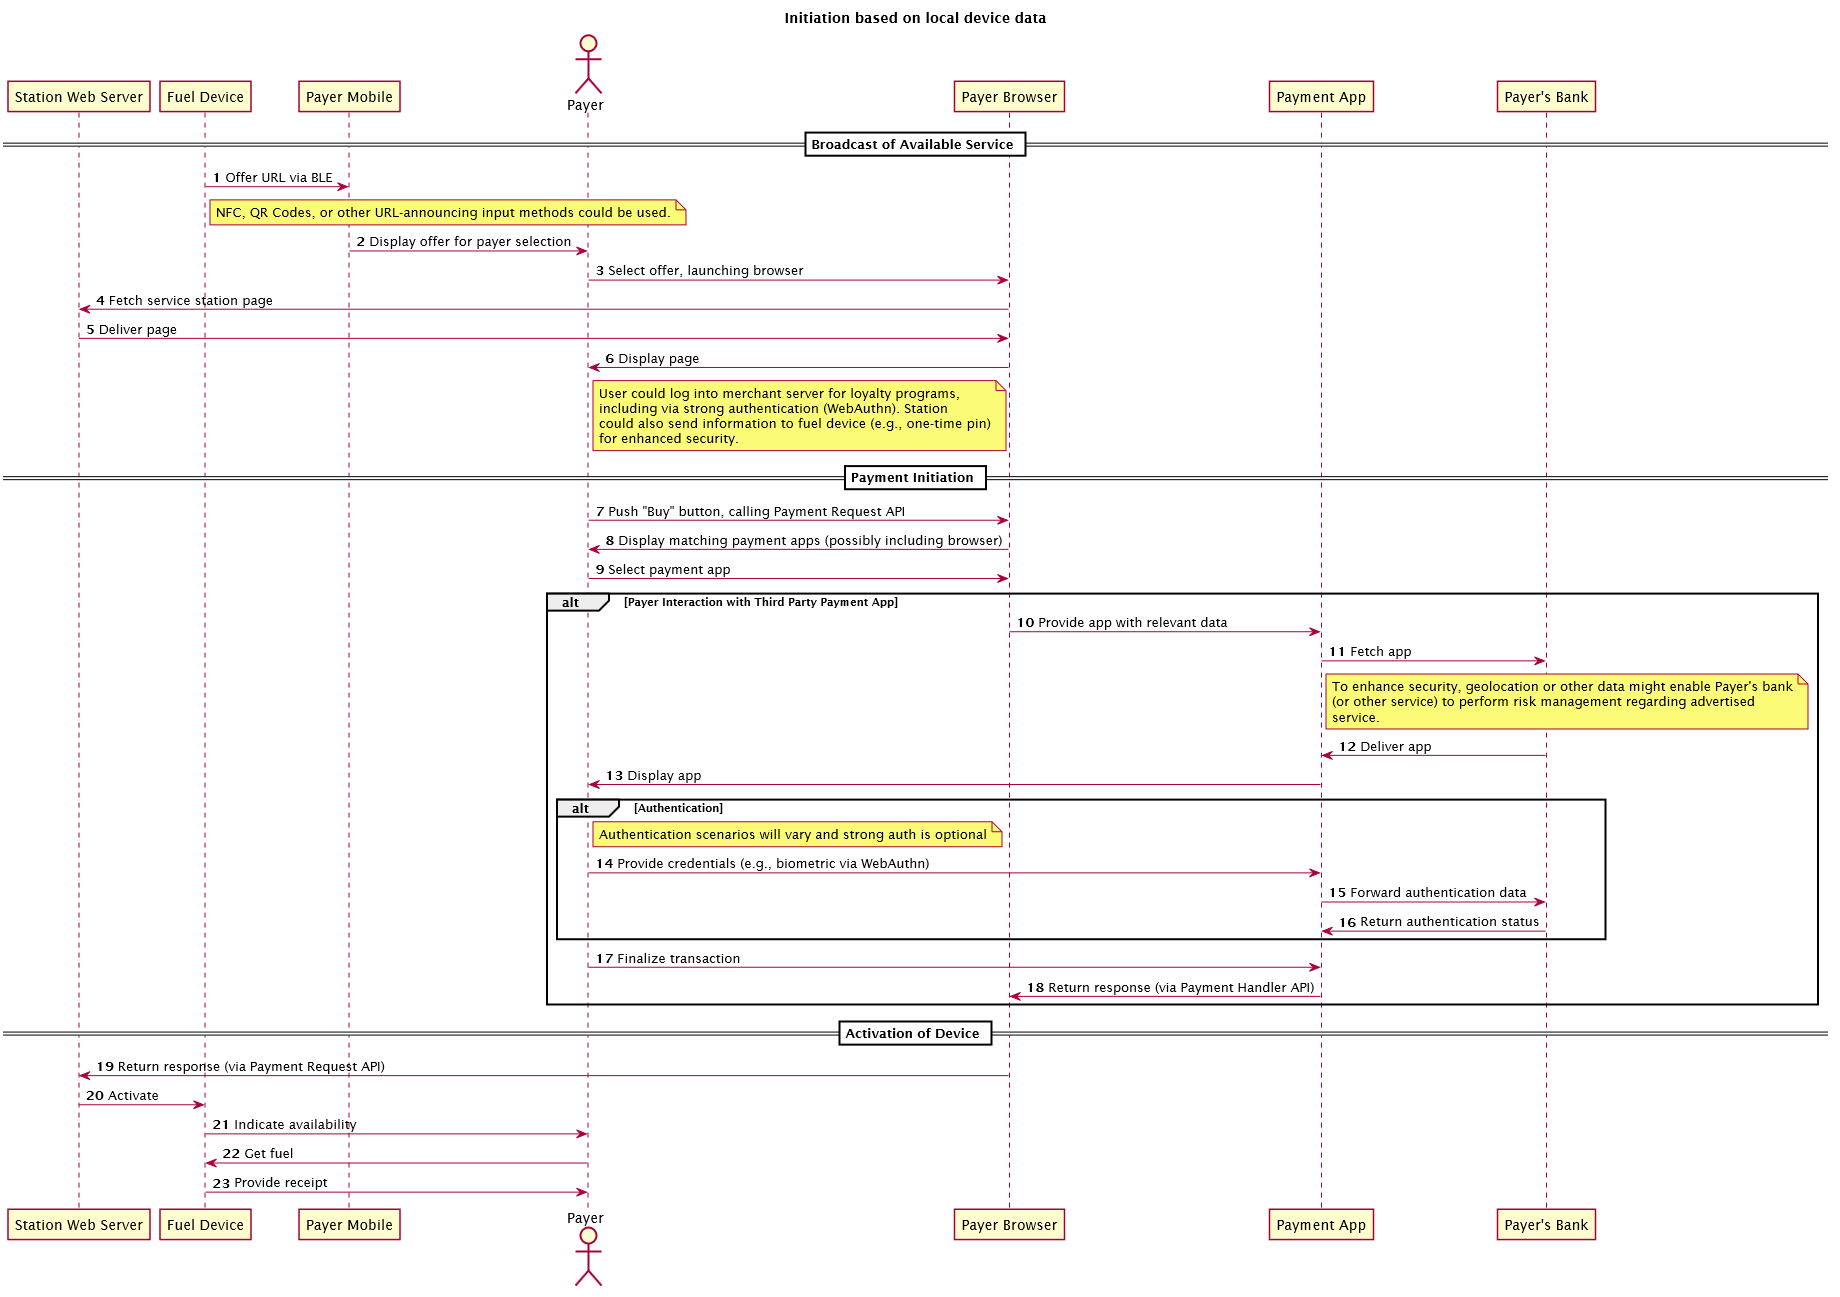 Initiation based on local device data
Station Web Server
Fuel Device
Payer Mobile
Payer
Payer Browser
Payment App
Payer's Bank
Broadcast of Available Service
1 Offer URL via BLE
NFC, QR Codes, or other URL-announcing input methods could be used.
2 Display offer for payer selection
3 Select offer, launching browser
4 Fetch service station page
5 Deliver page
6 Display page
User could log into merchant server for loyalty programs,
including via strong authentication (WebAuthn). Station
could also send information to fuel device (e.g., one-time pin)
for enhanced security.
Payment Initiation
7 Push "Buy" button, calling Payment Request API
8 Display matching payment apps (possibly including browser)
9 Select payment app
alt [Payer Interaction with Third Party Payment App]
10 Provide app with relevant data
11 Fetch app
To enhance security, geolocation or other data might enable Payer's bank
(or other service) to perform risk management regarding advertised
service.
12 Deliver app
13 Display app
alt [Authentication]
Authentication scenarios will vary and strong auth is optional
14 Provide credentials (e.g., biometric via WebAuthn)
15 Forward authentication data
16 Return authentication status
17 Finalize transaction
18 Return response (via Payment Handler API)
Activation of Device
19 Return response (via Payment Request API)
20 Activate
21 Indicate availability
22 Get fuel
23 Provide receipt
Station Web Server
Fuel Device
Payer Mobile
Payer
Payer Browser
Payment App
Payer's Bank